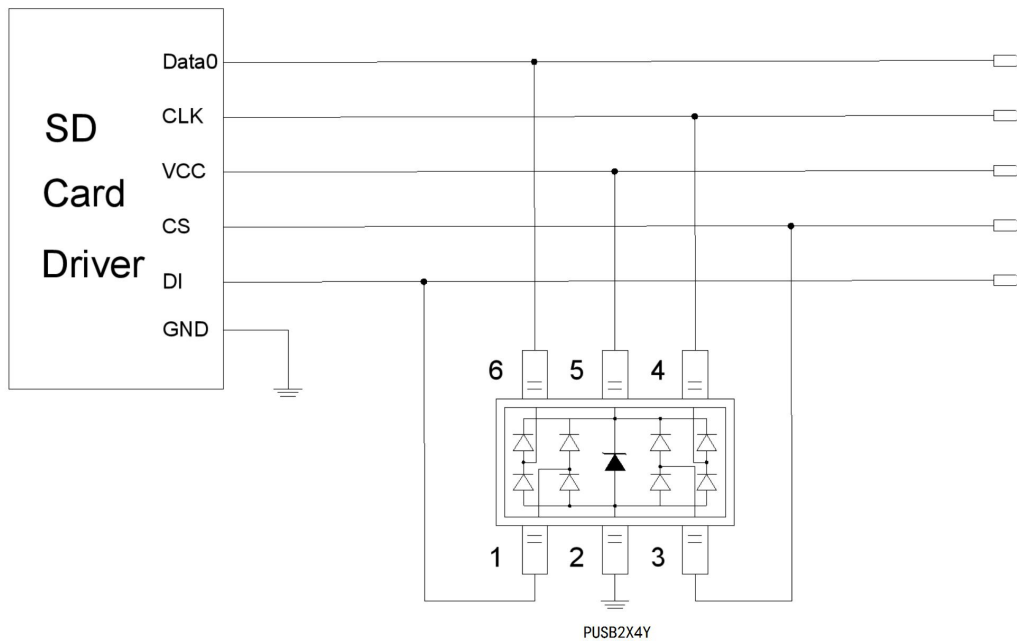 SD
Card
Driver
Data0
CLK
VCC
CS
DI
GND
6 5 4
1 2 3
PUSB2X4Y